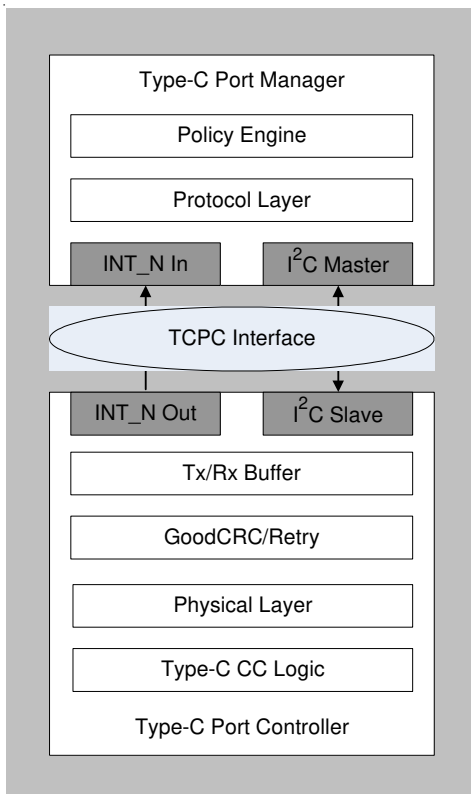 Type-C Port Manager
Policy Engine
Protocol Layer
INT_N In
I²C Master
TCPC Interface
INT_N Out
I²C Slave
Tx/Rx Buffer
GoodCRC/Retry
Physical Layer
Type-C CC Logic
Type-C Port Controller